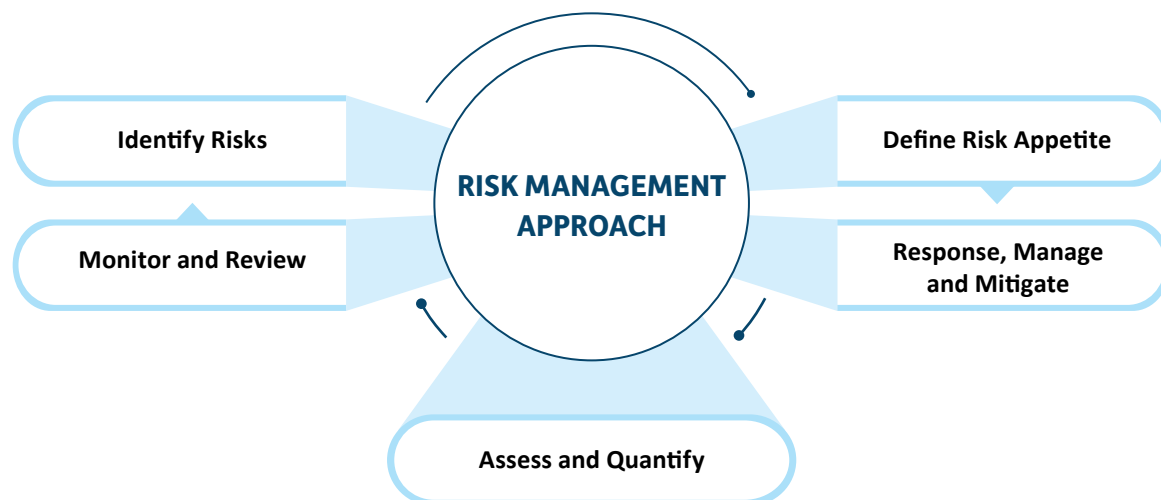 Identify Risks
Define Risk Appetite
RISK MANAGEMENT
APPROACH
Monitor and Review
Response, Manage
and Mitigate
Assess and Quantify